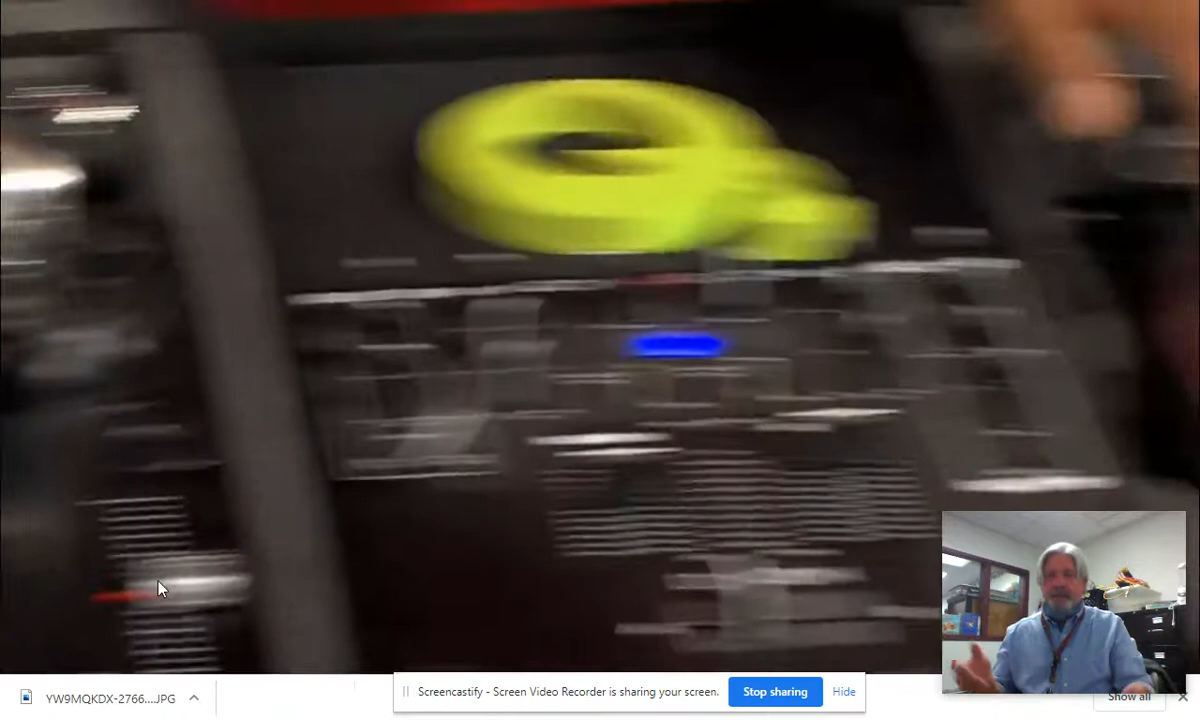 YW9MQKDX-2766....JPG
Screencastify - Screen Video Recorder is sharing your screen.
Stop sharing
Hide
Show all